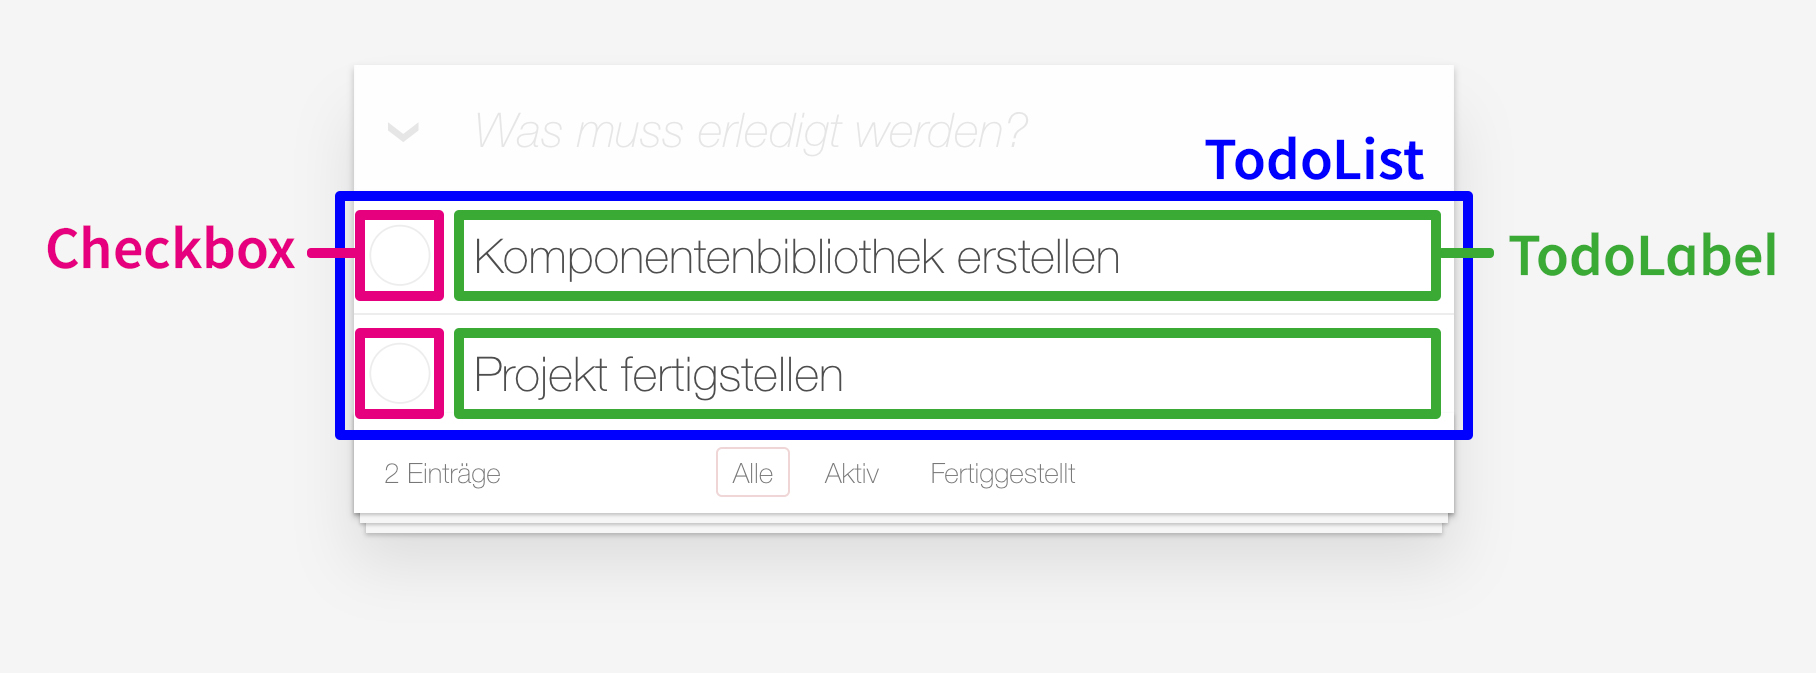 Was muss erledigt werden?
TodoList
Checkbox
Komponentenbibliothek erstellen
TodoLabel
Projekt fertigstellen
2 Einträge
Alle
Aktiv
Fertiggestellt